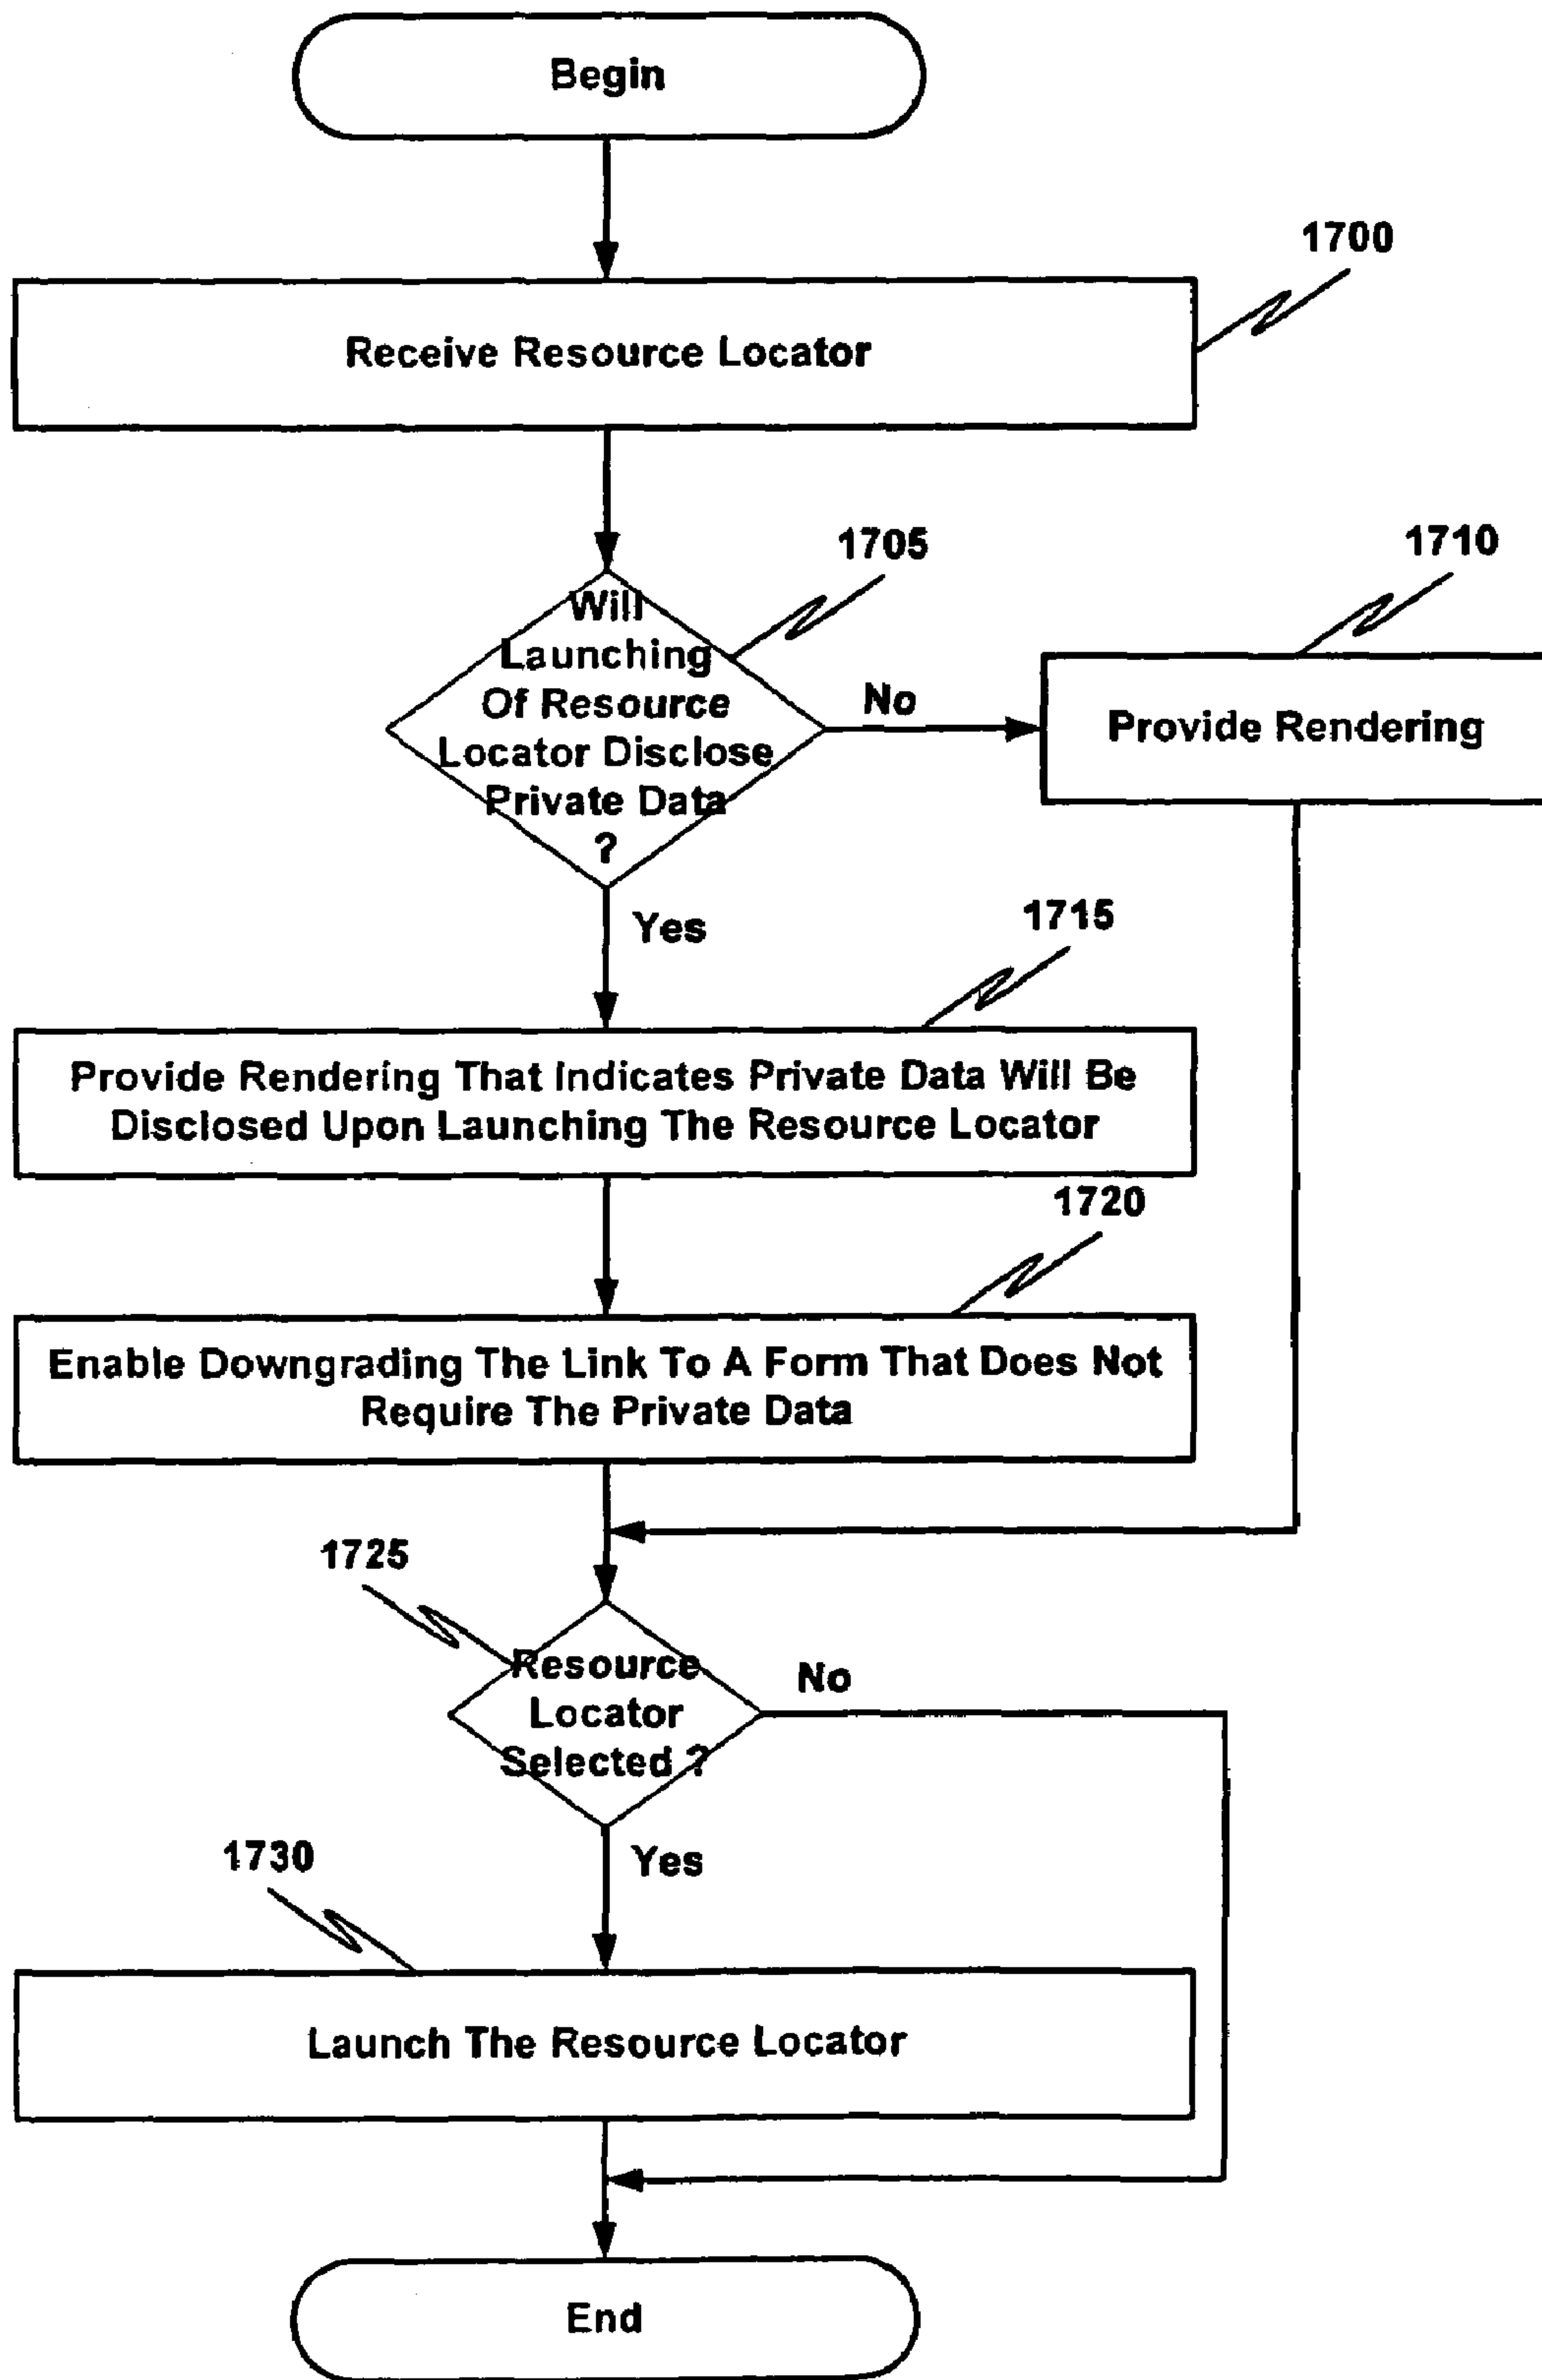 Begin
1700
Receive Resource Locator
1705
1710
Will
Launching
Of Resource
Locator Disclose
Private Data
?
No
Provide Rendering
Yes
1715
Provide Rendering That Indicates Private Data Will Be
Disclosed Upon Launching The Resource Locator
1720
Enable Downgrading The Link To A Form That Does Not
Require The Private Data
1725
Resource
Locator
Selected ?
No
Yes
1730
Launch The Resource Locator
End